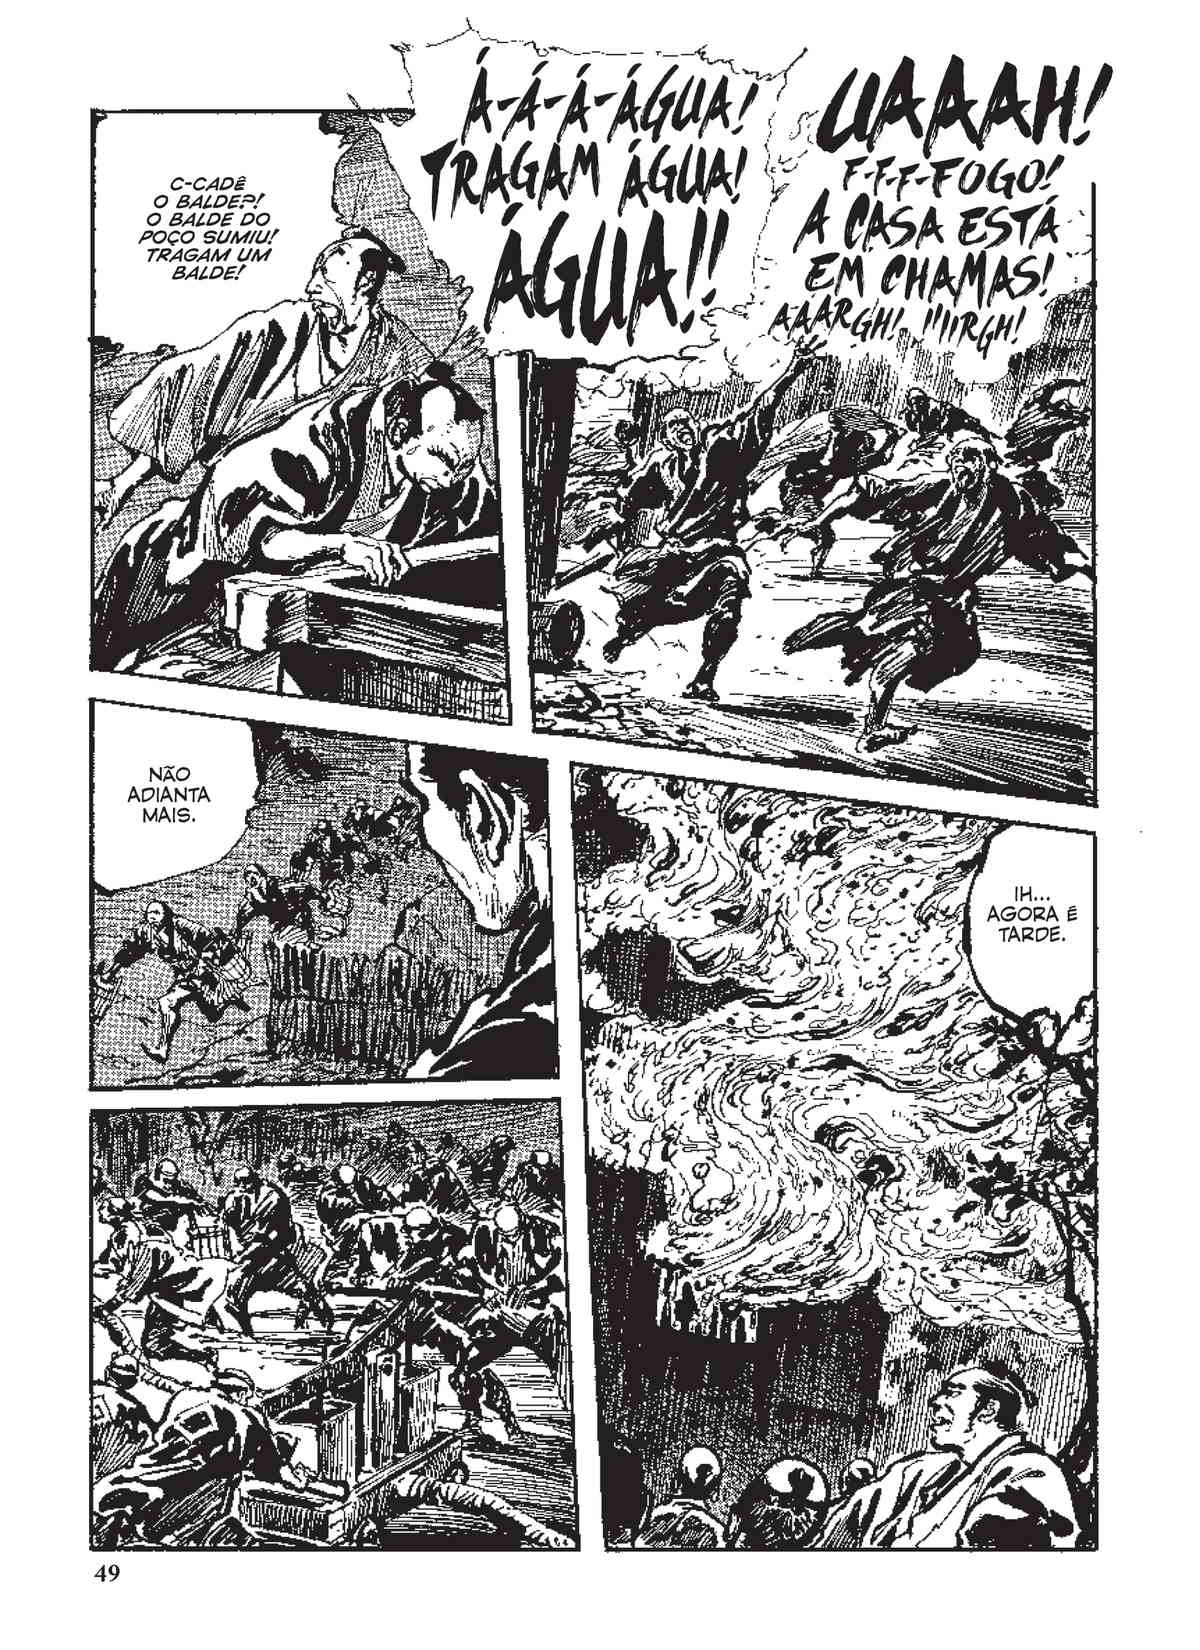 UAAAH!
F-F-F-FOGO!
A CASA ESTÁ
EM CHAMAS!
AAARGH! IIIIRGH!
Á-Á-Á-ÁGUA!
TRAGAM ÁGUA!
ÁGUA!!
C-CADÊ
O BALDE?!
O BALDE DO
POÇO SUMIU!
TRAGAM UM
BALDE!
IH...
AGORA É
TARDE.
NÃO
ADIANTA
MAIS.
49